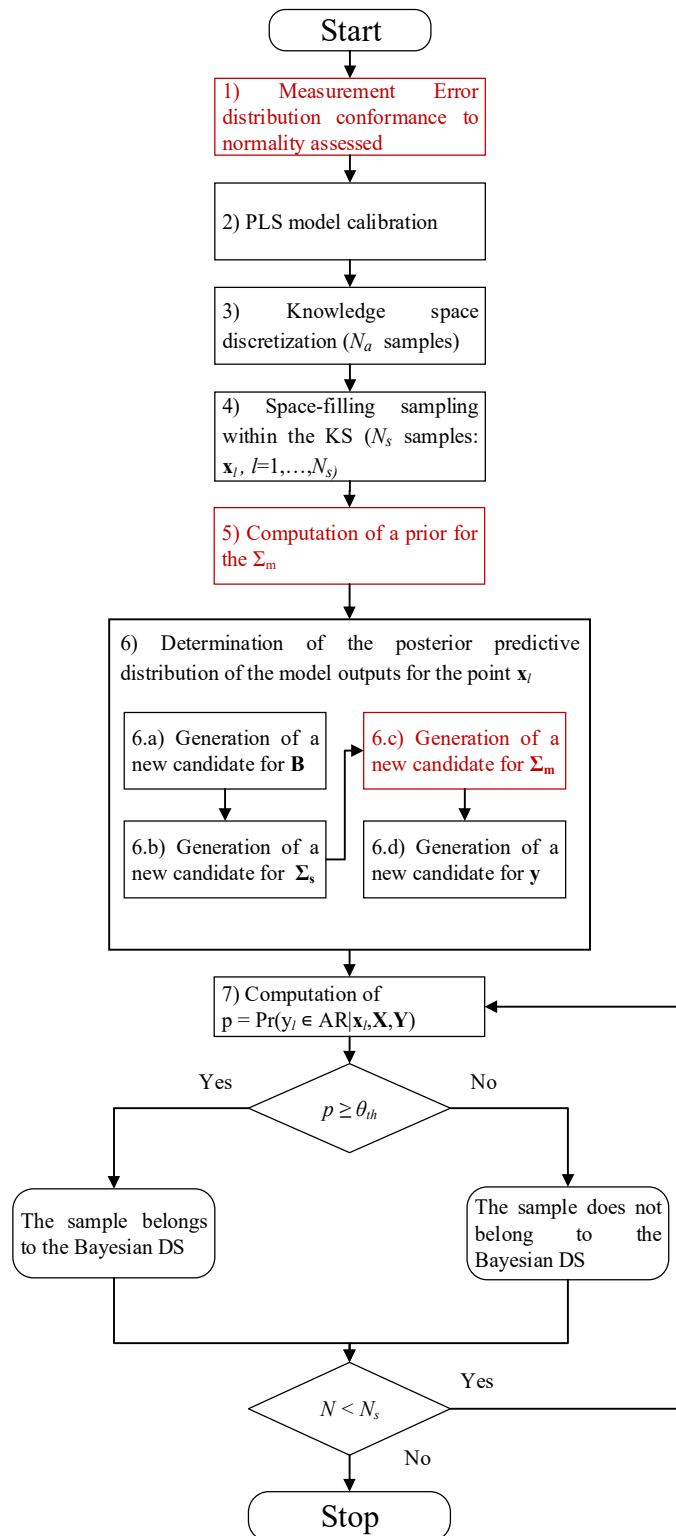 Start
1) Measurement Error
distribution conformance to
normality assessed
2) PLS model calibration
3) Knowledge space
discretization (Nₐ samples)
4) Space-filling sampling
within the KS (Nₛ samples:
xₗ, l=1,…,Nₛ)
5) Computation of a prior for
the Σₘ
6) Determination of the posterior predictive
distribution of the model outputs for the point xₗ
6.a) Generation of a
new candidate for B
6.b) Generation of a
new candidate for Σₛ
6.c) Generation of a
new candidate for Σₘ
6.d) Generation of a
new candidate for y
7) Computation of
p = Pr(yₗ ∈ AR|xₗ,X,Y)
Yes
No
p ≥ θₜₕ
The sample belongs
to the Bayesian DS
The sample does not
belong to the
Bayesian DS
N < Nₛ
Yes
No
Stop